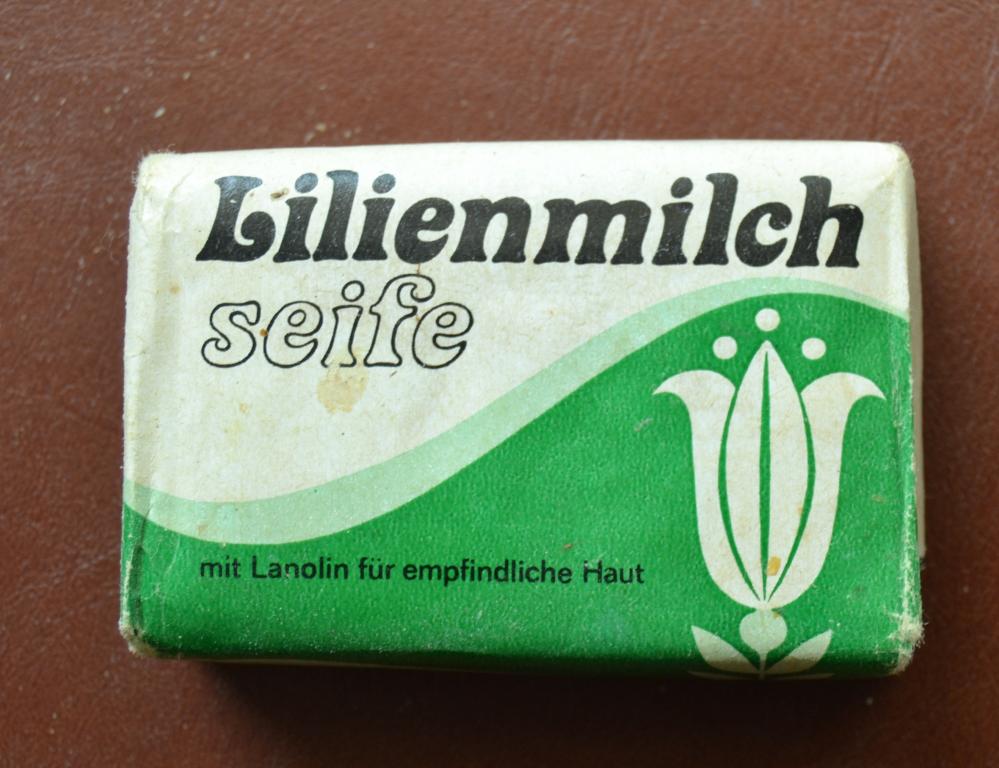 Lilienmilch
seife
mit Lanolin für empfindliche Haut